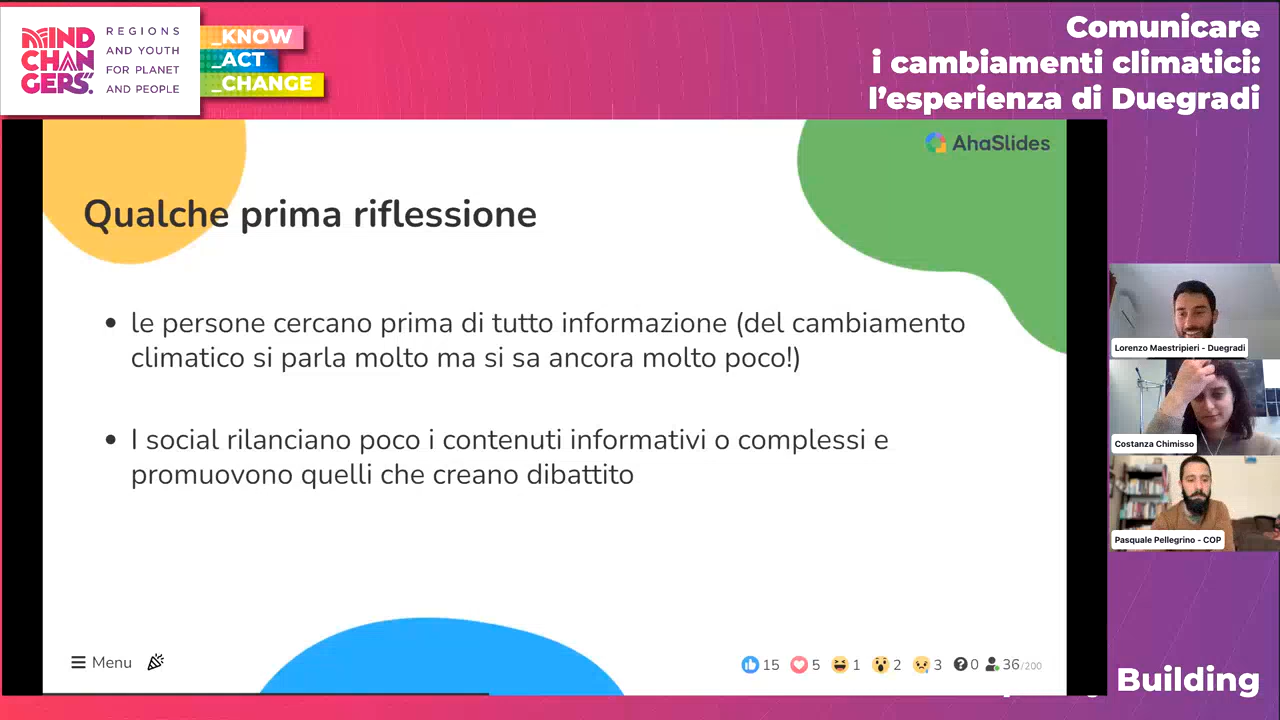 MIND
CHAN
GERS.
REGIONS
AND YOUTH
FOR PLANET
AND PEOPLE
_KNOW
_ACT
_CHANGE
Comunicare
i cambiamenti climatici:
l’esperienza di Duegradi
AhaSlides
Qualche prima riflessione
• le persone cercano prima di tutto informazione (del cambiamento
climatico si parla molto ma si sa ancora molto poco!)
• I social rilanciano poco i contenuti informativi o complessi e
promuovono quelli che creano dibattito
Lorenzo Maestripieri - Duegradi
Costanza Chimisso
Pasquale Pellegrino - COP
Menu
15 5 1 2 3 0 36/200
Building